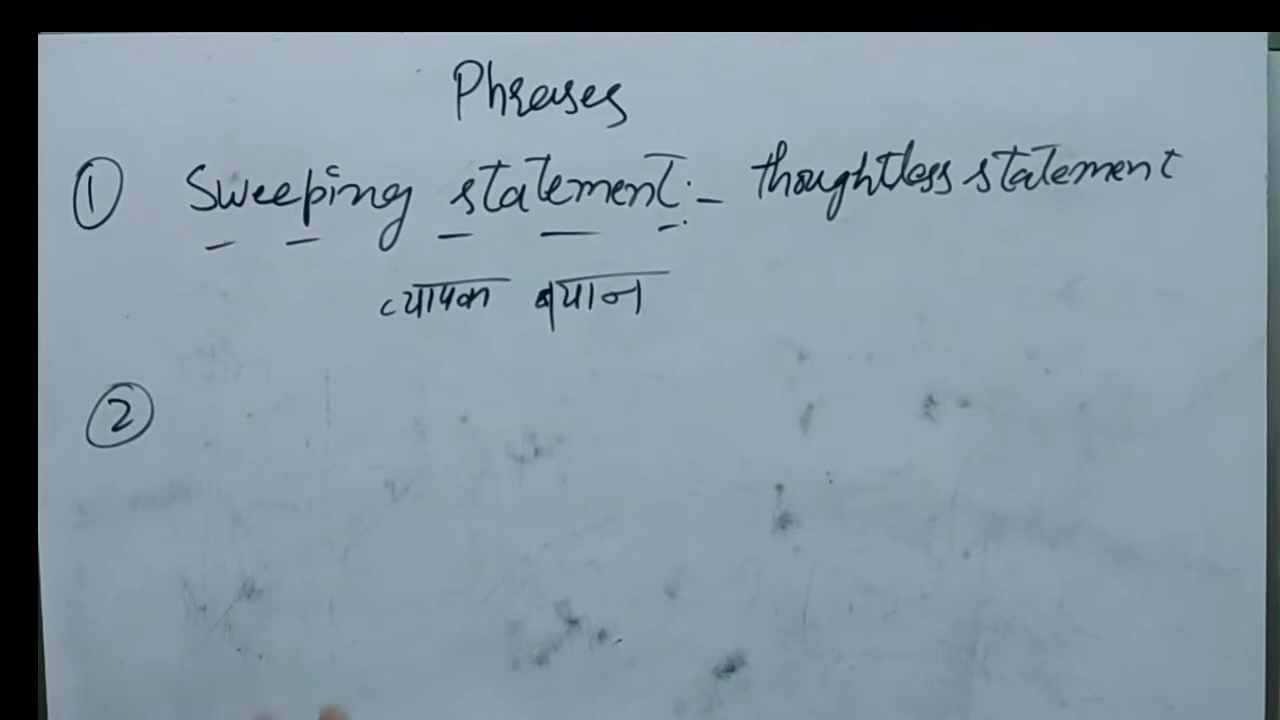 Phrases
① Sweeping statement:- thoughtless statement
व्यापक बयान
②